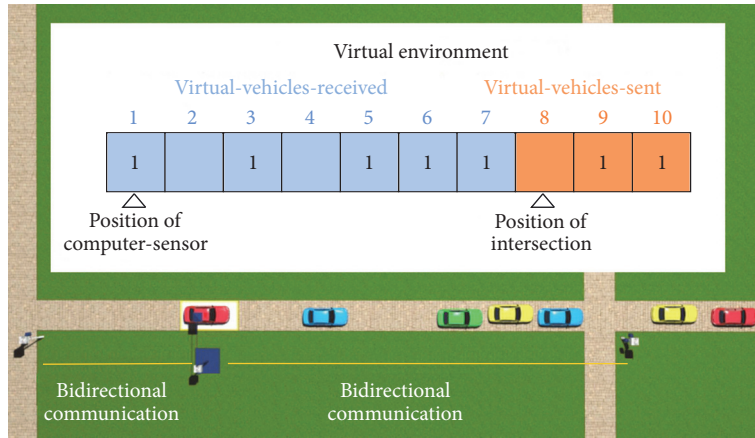 Virtual environment
Virtual-vehicles-received Virtual-vehicles-sent
1 2 3 4 5 6 7 8 9 10
1 1 1 1 1 1 1
Position of computer-sensor
Position of intersection
Bidirectional communication
Bidirectional communication